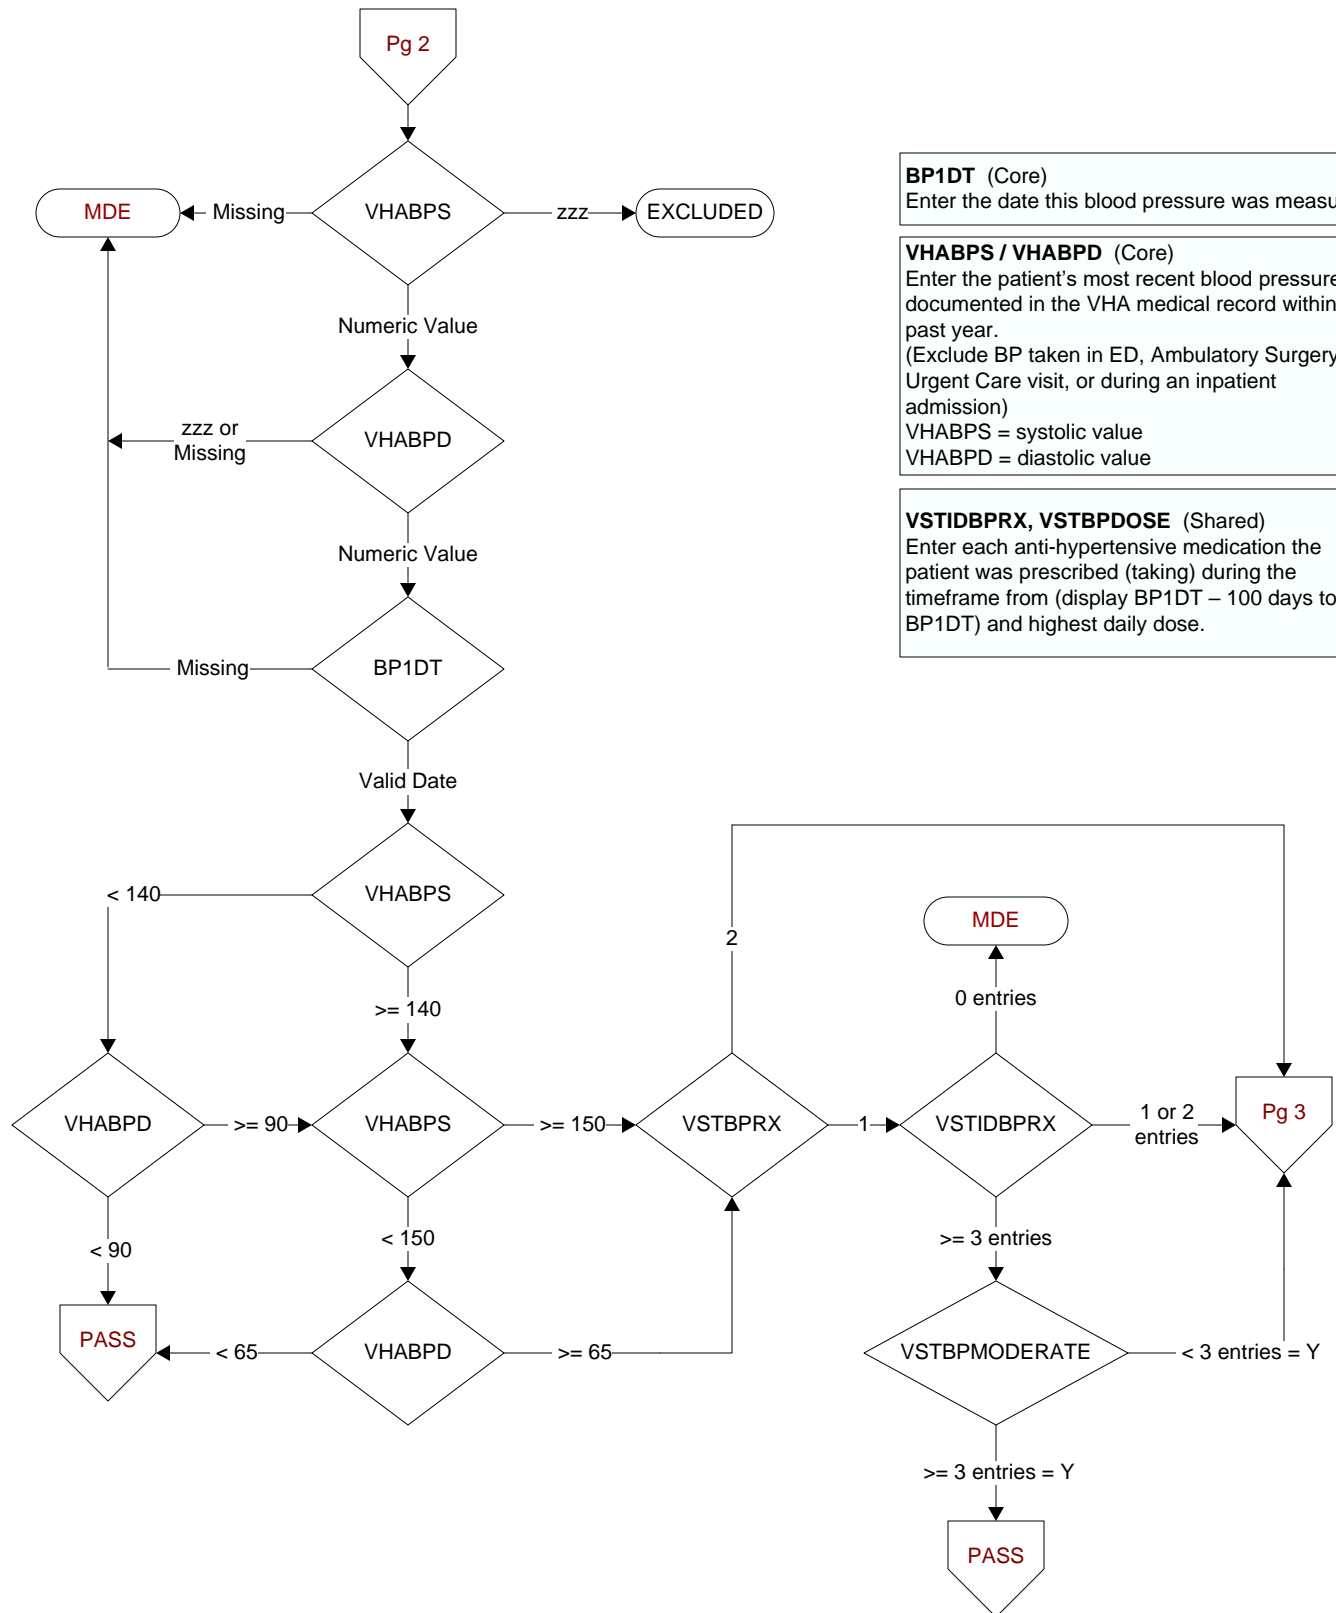 Pg 2
MDE
Missing
VHABPS
zzz
EXCLUDED
BP1DT (Core)
Enter the date this blood pressure was
VHABPS / VHABPD (Core)
Enter the patient's most recent blood pressure
documented in the VHA medical record within
past year.
(Exclude BP taken in ED, Ambulatory Surgery
Urgent Care visit, or during an inpatient
admission)
VHABPS = systolic value
VHABPD = diastolic value
Numeric Value
zzz or
Missing
VHABPD
VSTIDBPRX, VSTBPDOSE (Shared)
Enter each anti-hypertensive medication the
patient was prescribed (taking) during the
timeframe from (display BP1DT – 100 days to
BP1DT) and highest daily dose.
Numeric Value
Missing
BP1DT
Valid Date
< 140
VHABPS
2
MDE
>= 140
0 entries
VHABPD
>= 90
VHABPS
>= 150
VSTBPRX
1
VSTIDBPRX
1 or 2
entries
Pg 3
< 90
< 150
>= 3 entries
PASS
< 65
VHABPD
>= 65
VSTBPMODERATE
< 3 entries = Y
>= 3 entries = Y
PASS